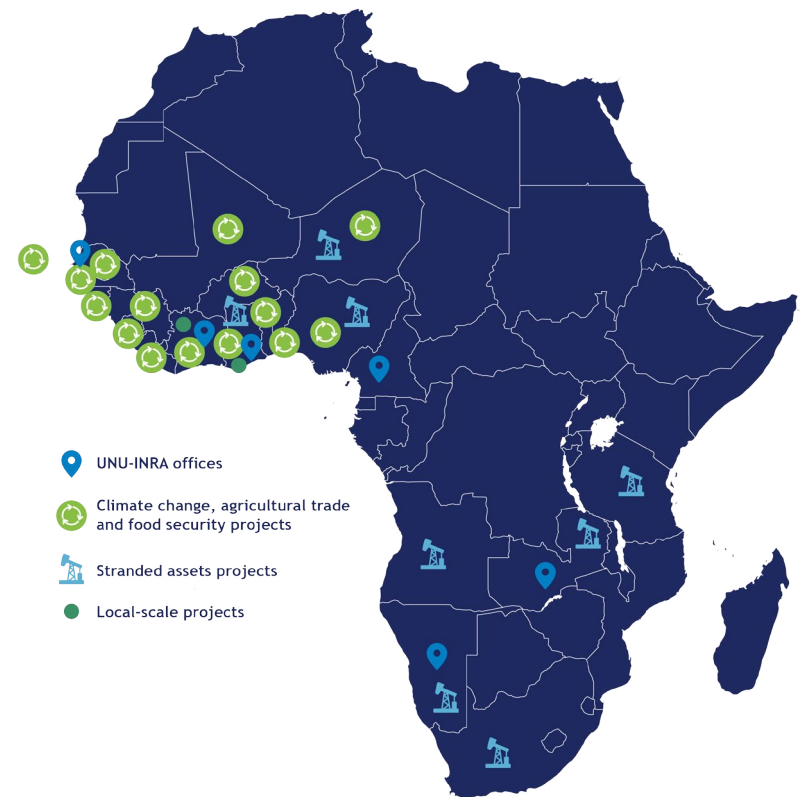 UNU-INRA offices
Climate change, agricultural trade
and food security projects
Stranded assets projects
Local-scale projects